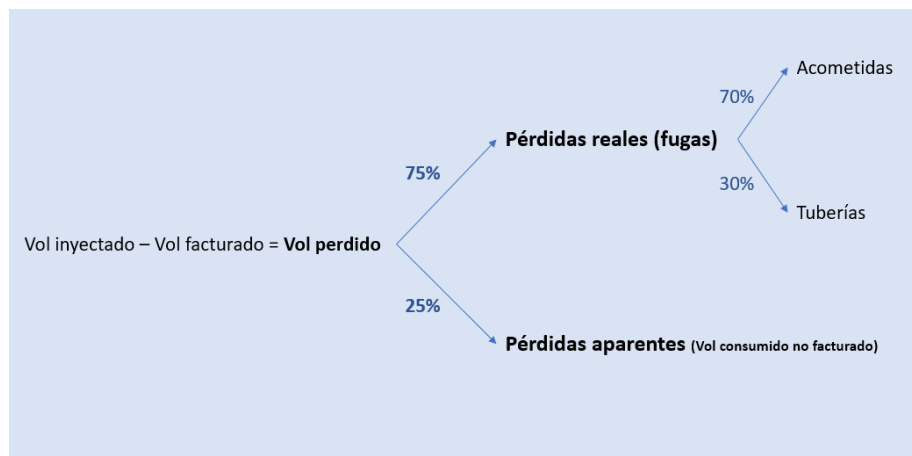 Acometidas
70%
Pérdidas reales (fugas)
75%
30%
Tuberías
Vol inyectado – Vol facturado = Vol perdido
25%
Pérdidas aparentes (Vol consumido no facturado)